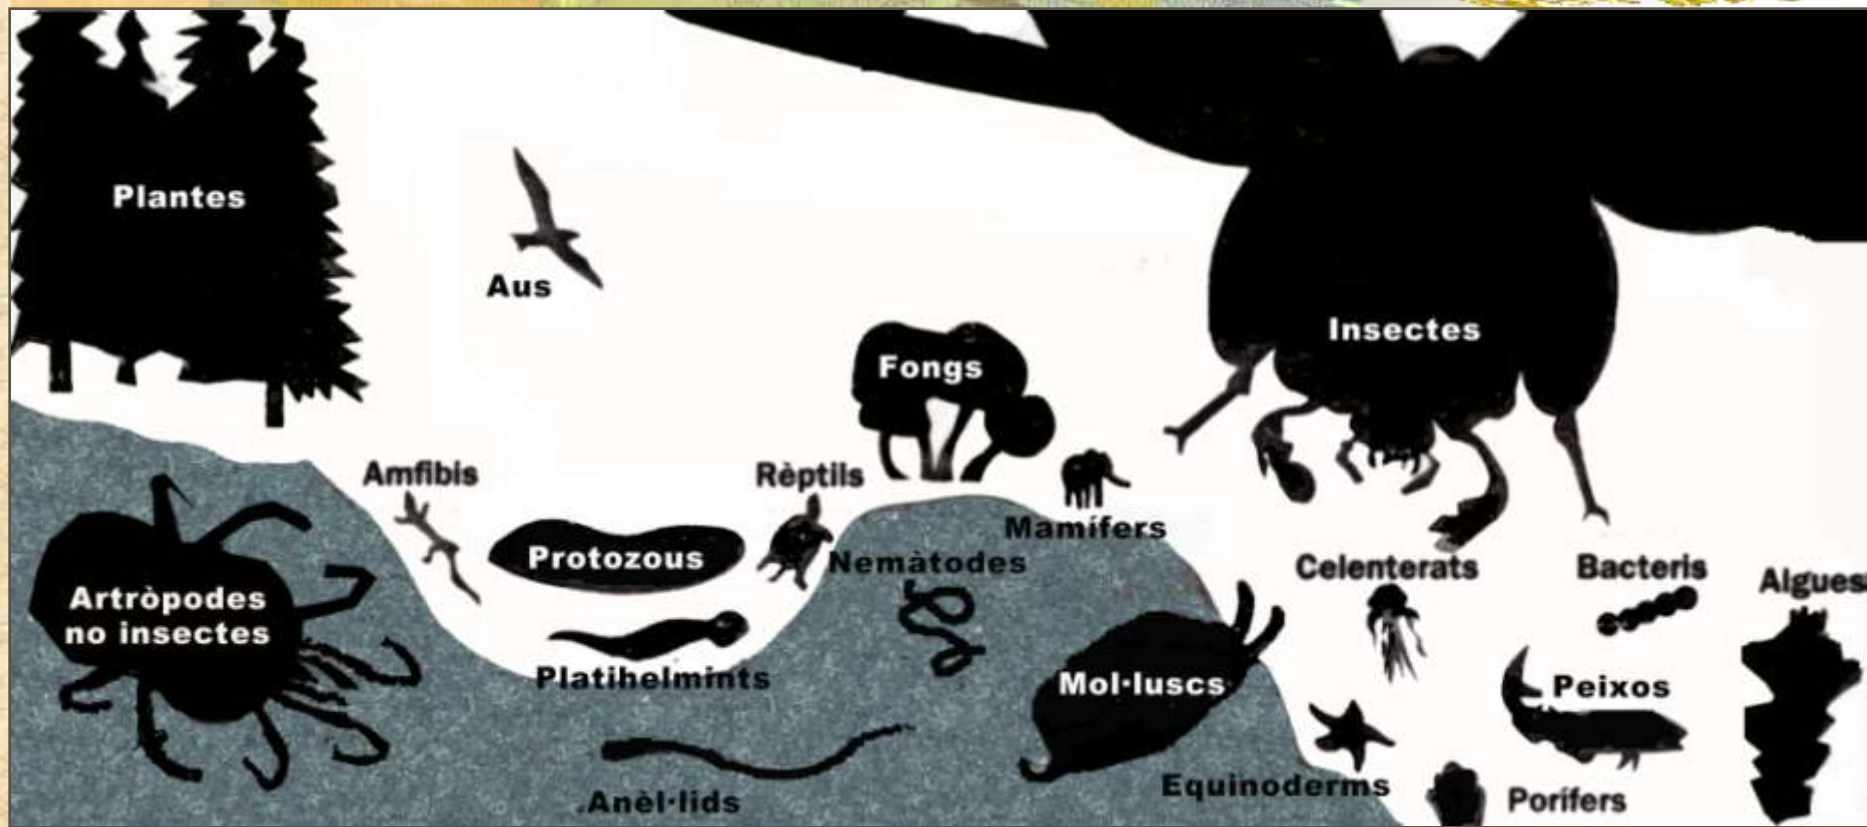 Plantes
Aus
Insectes
Fongs
Amfibis
Rèptils
Mamífers
Protozous
Nemàtodes
Celenterats
Bacteris
Algues
Artròpodes
no insectes
Platihelmints
Mol·luscs
Peixos
Equinoderms
Anèl·lids
Porífers